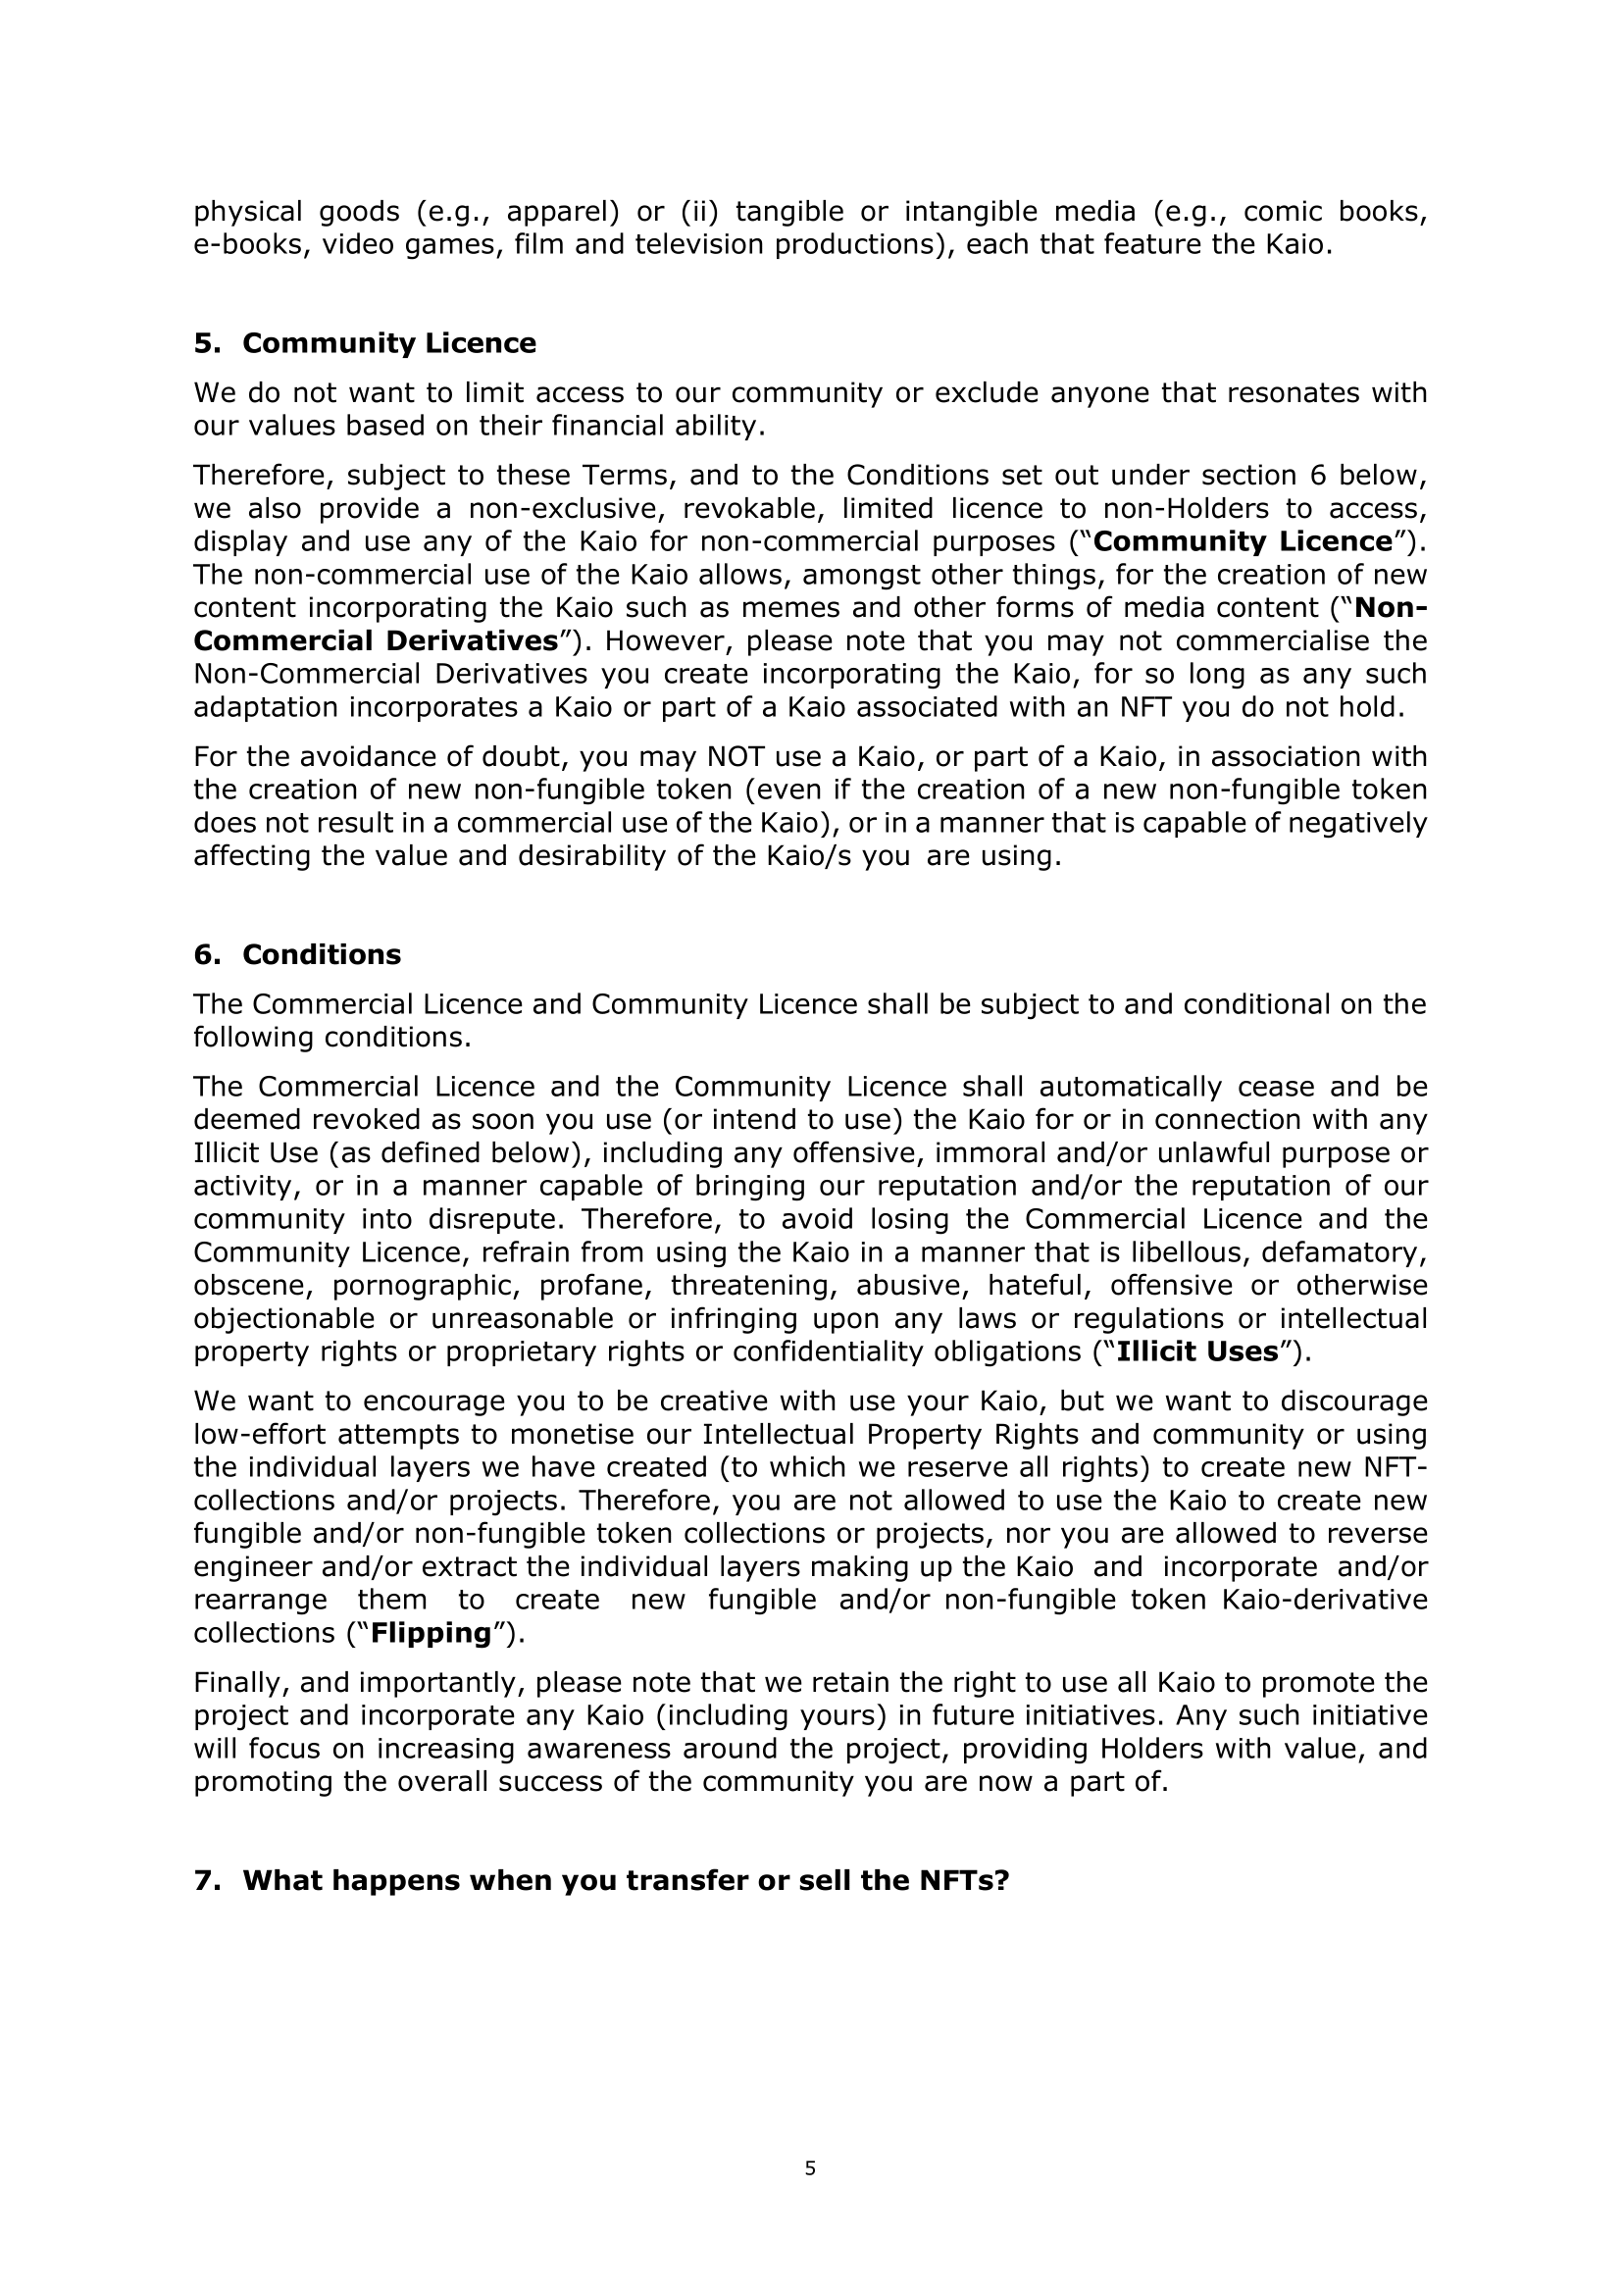 physical goods (e.g., apparel) or (ii) tangible or intangible media (e.g., comic books,
e-books, video games, film and television productions), each that feature the Kaio.
5. Community Licence
We do not want to limit access to our community or exclude anyone that resonates with
our values based on their financial ability.
Therefore, subject to these Terms, and to the Conditions set out under section 6 below,
we also provide a non-exclusive, revokable, limited licence to non-Holders to access,
display and use any of the Kaio for non-commercial purposes (“Community Licence”).
The non-commercial use of the Kaio allows, amongst other things, for the creation of new
content incorporating the Kaio such as memes and other forms of media content (“Non-
Commercial Derivatives”). However, please note that you may not commercialise the
Non-Commercial Derivatives you create incorporating the Kaio, for so long as any such
adaptation incorporates a Kaio or part of a Kaio associated with an NFT you do not hold.
For the avoidance of doubt, you may NOT use a Kaio, or part of a Kaio, in association with
the creation of new non-fungible token (even if the creation of a new non-fungible token
does not result in a commercial use of the Kaio), or in a manner that is capable of negatively
affecting the value and desirability of the Kaio/s you are using.
6. Conditions
The Commercial Licence and Community Licence shall be subject to and conditional on the
following conditions.
The Commercial Licence and the Community Licence shall automatically cease and be
deemed revoked as soon you use (or intend to use) the Kaio for or in connection with any
Illicit Use (as defined below), including any offensive, immoral and/or unlawful purpose or
activity, or in a manner capable of bringing our reputation and/or the reputation of our
community into disrepute. Therefore, to avoid losing the Commercial Licence and the
Community Licence, refrain from using the Kaio in a manner that is libellous, defamatory,
obscene, pornographic, profane, threatening, abusive, hateful, offensive or otherwise
objectionable or unreasonable or infringing upon any laws or regulations or intellectual
property rights or proprietary rights or confidentiality obligations (“Illicit Uses”).
We want to encourage you to be creative with use your Kaio, but we want to discourage
low-effort attempts to monetise our Intellectual Property Rights and community or using
the individual layers we have created (to which we reserve all rights) to create new NFT-
collections and/or projects. Therefore, you are not allowed to use the Kaio to create new
fungible and/or non-fungible token collections or projects, nor you are allowed to reverse
engineer and/or extract the individual layers making up the Kaio and incorporate and/or
rearrange them to create new fungible and/or non-fungible token Kaio-derivative
collections (“Flipping”).
Finally, and importantly, please note that we retain the right to use all Kaio to promote the
project and incorporate any Kaio (including yours) in future initiatives. Any such initiative
will focus on increasing awareness around the project, providing Holders with value, and
promoting the overall success of the community you are now a part of.
7. What happens when you transfer or sell the NFTs?
5